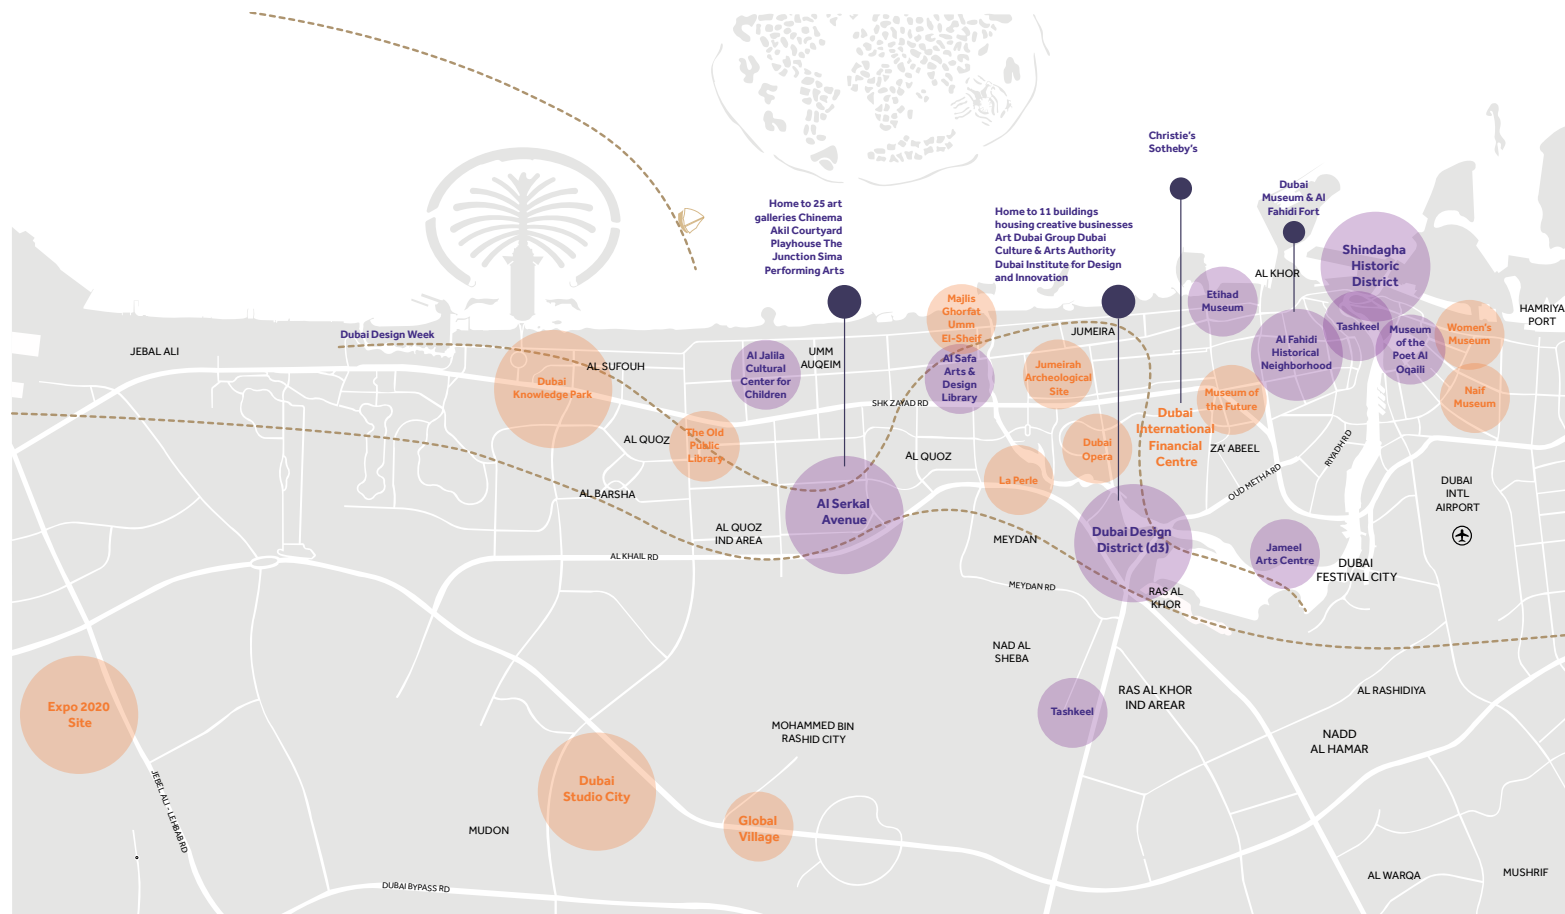 Christie's
Sotheby's
Dubai
Museum & Al
Fahidi Fort
Home to 25 art
galleries Chinema
Akil Courtyard
Playhouse The
Junction Sima
Performing Arts
Home to 11 buildings
housing creative businesses
Art Dubai Group Dubai
Culture & Arts Authority
Dubai Institute for Design
and Innovation
Shindagha
Historic
District
AL KHOR
Etihad
Museum
Majlis
Ghorfat
Umm
El-Sheif
HAMRIYA
PORT
Dubai Design Week
JUMEIRA
Tashkeel
Women's
Museum
Museum
of the
Poet Al
Oqaili
Al Fahidi
Historical
Neighborhood
JEBAL ALI
AL SUFOUH
UMM
AUQEIM
Al Jalila
Cultural
Center for
Children
Al Safa
Arts &
Design
Library
Jumeirah
Archeological
Site
Dubai
Knowledge Park
Museum of
the Future
Naif
Museum
SHK ZAYAD RD
Dubai
International
Financial
Centre
AL QUOZ
The Old
Public
Library
AL QUOZ
Dubai
Opera
ZA' ABEEL
RIYADH RD
OUD METHA RD
La Perle
DUBAI
INTL
AIRPORT
AL BARSHA
Al Serkal
Avenue
AL QUOZ
IND AREA
MEYDAN
Dubai Design
District (d3)
Jameel
Arts Centre
AL KHAIL RD
DUBAI
FESTIVAL CITY
MEYDAN RD
RAS AL
KHOR
NAD AL
SHEBA
RAS AL KHOR
IND AREAR
AL RASHIDIYA
Expo 2020
Site
Tashkeel
MOHAMMED BIN
RASHID CITY
NADD
AL HAMAR
JEBEL ALI - LEHBAB RD
Dubai
Studio City
Global
Village
MUDON
AL WARQA
MUSHRIF
DUBAI BYPASS RD